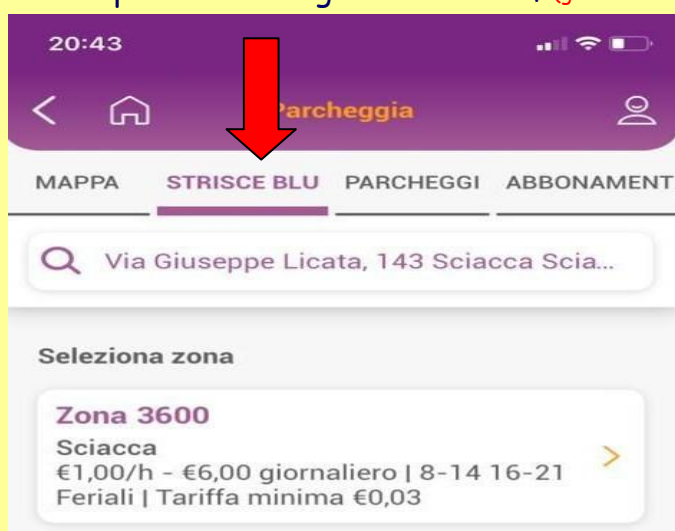 20:43
Parcheggia
MAPPA STRISCE BLU PARCHEGGI ABBONAMENT
Via Giuseppe Licata, 143 Sciacca Scia...
Seleziona zona
Zona 3600
Sciacca
€1,00/h - €6,00 giornaliero | 8-14 16-21
Feriali | Tariffa minima €0,03